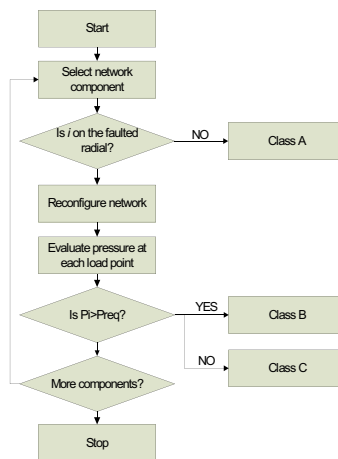 Start
Select network
component
Is i on the faulted
radial?
NO
Class A
Reconfigure network
Evaluate pressure at
each load point
Is Pi>Preq?
YES
Class B
NO
Class C
More components?
Stop